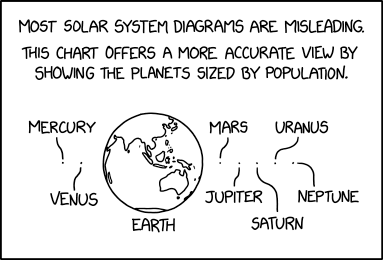 MOST SOLAR SYSTEM DIAGRAMS ARE MISLEADING.
THIS CHART OFFERS A MORE ACCURATE VIEW BY
SHOWING THE PLANETS SIZED BY POPULATION.
MERCURY
VENUS
EARTH
MARS
JUPITER
SATURN
URANUS
NEPTUNE